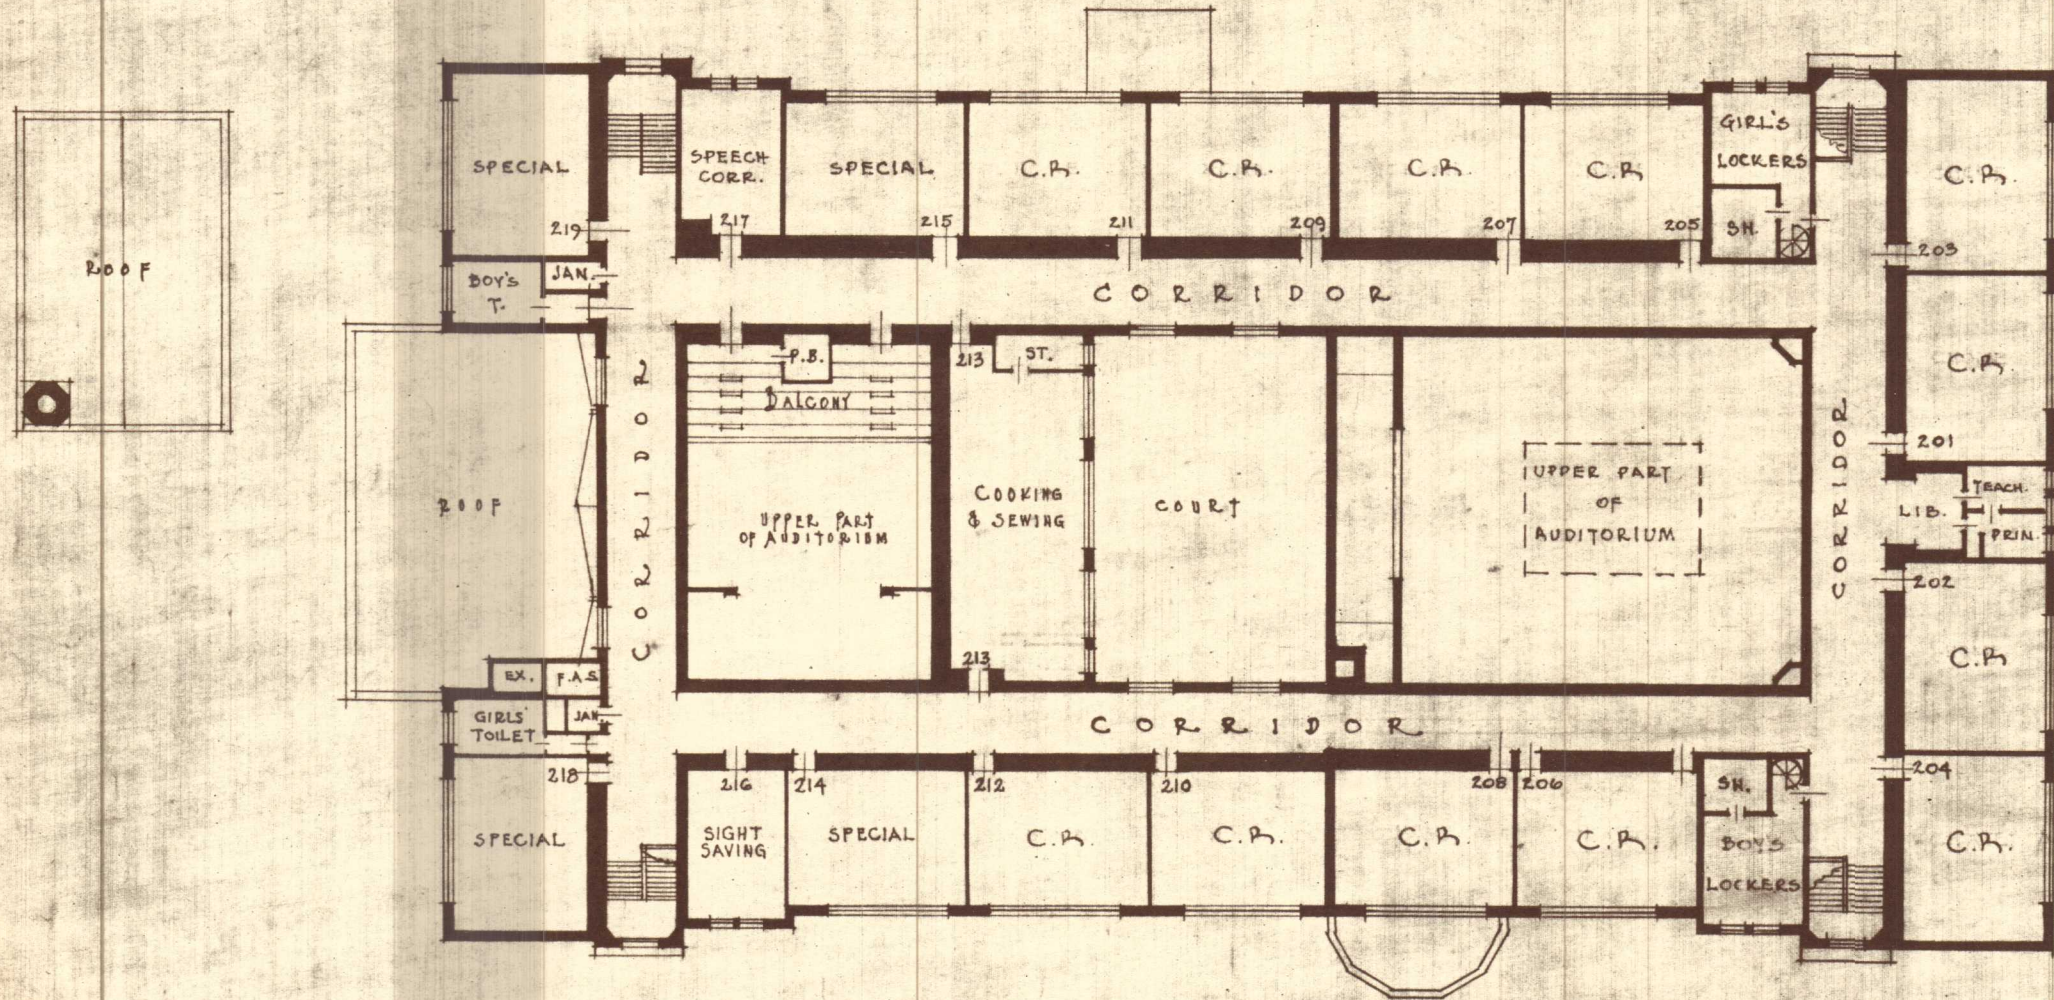 ROOF
SPECIAL
219
BOY'S
T.
JAN.
SPEECH
CORR.
217
SPECIAL
215
C.R.
211
C.R.
209
C.R.
207
C.R
205
GIRL'S
LOCKERS
SH.
C.R.
203
CORRIDOR
C.R.
201
ROOF
CORRIDOR
P.B.
BALCONY
UPPER PART
OF AUDITORIUM
213
ST.
COOKING
& SEWING
213
COURT
UPPER PART
OF
AUDITORIUM
CORRIDOR
LIB.
TEACH.
PRIN.
202
C.R
EX.
F.A.S
GIRLS'
TOILET
JAN
CORRIDOR
218
SPECIAL
216
SIGHT
SAVING
214
SPECIAL
212
C.R.
210
C.R.
208
C.R.
206
C.R.
SH.
BOY'S
LOCKERS
204
C.R.